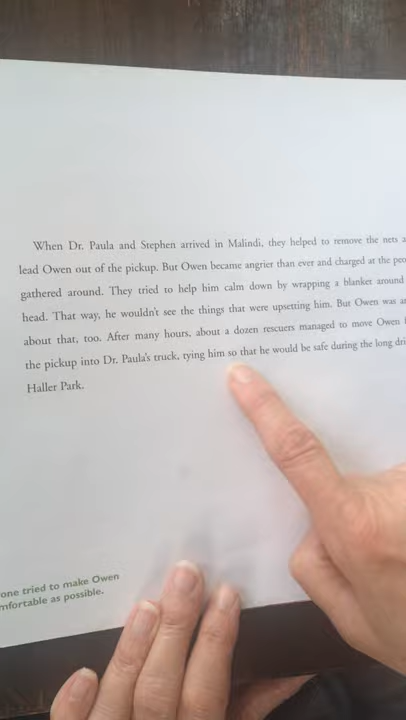 When Dr. Paula and Stephen arrived in Malindi, they helped to remove the nets
lead Owen out of the pickup. But Owen became angrier than ever and charged at the
gathered around. They tried to help him calm down by wrapping a blanket around
head. That way, he wouldn't see the things that were upsetting him. But Owen was
about that, too. After many hours, about a dozen rescuers managed to move Owen
the pickup into Dr. Paula's truck, tying him so that he would be safe during the long
Haller Park.
one tried to make Owen
mfortable as possible.